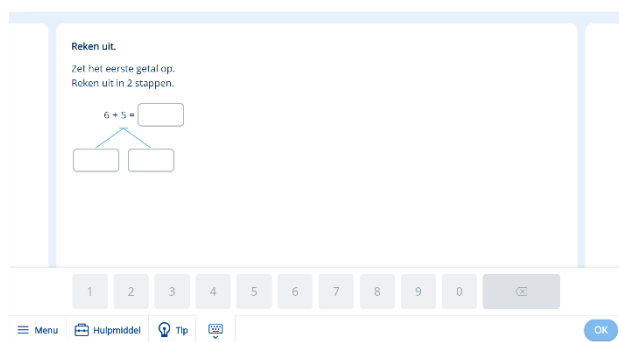 Reken uit.
Zet het eerste getal op.
Reken uit in 2 stappen.
6 + 5 =
1 2 3 4 5 6 7 8 9 0
Menu Hulpmiddel Tip OK